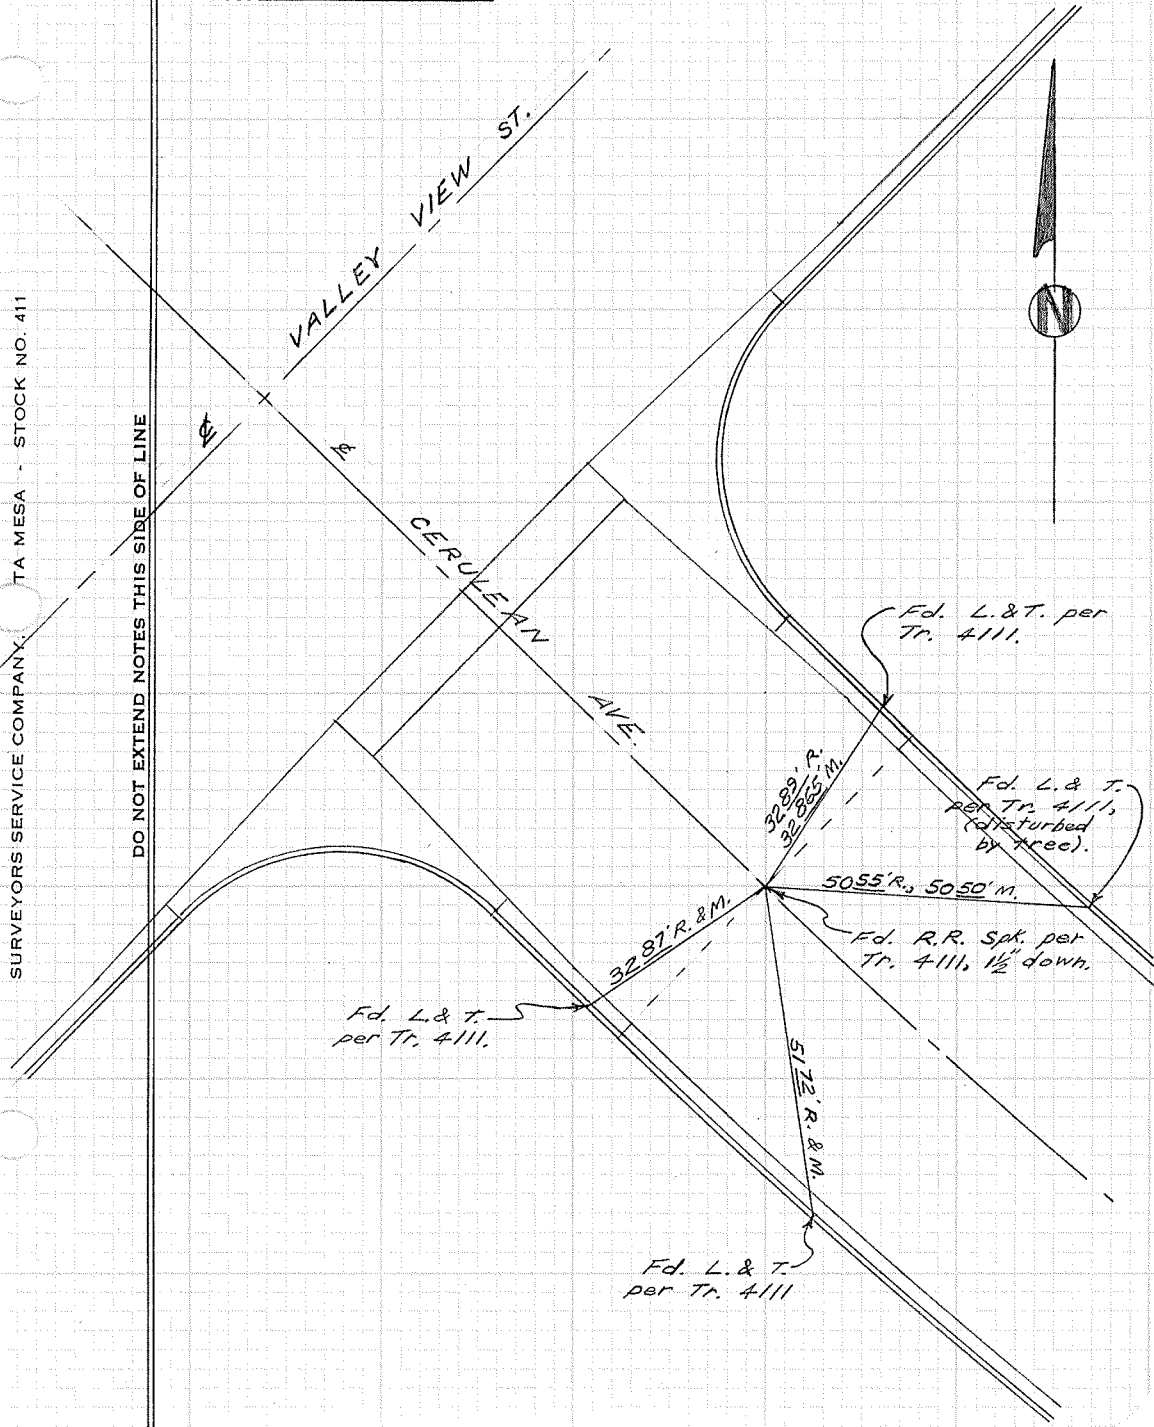 VALLEY VIEW ST.
℄
℄
CERULEAN AVE.
N
Fd. L.&T. per
Tr. 4111.
32 89' R.
32 865' M.
Fd. L. & T.
per Tr. 4111,
(disturbed
by tree).
50 55' R., 50 50' M.
Fd. R.R. Spk. per
Tr. 4111, 1½" down.
32 87' R. & M.
Fd. L. & T.
per Tr. 4111.
51 72' R. & M.
Fd. L. & T.
per Tr. 4111
SURVEYORS SERVICE COMPANY, TA MESA - STOCK NO. 411
DO NOT EXTEND NOTES THIS SIDE OF LINE